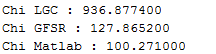 Chi LGC : 936.877400
Chi GFSR : 127.865200
Chi Matlab : 100.271000